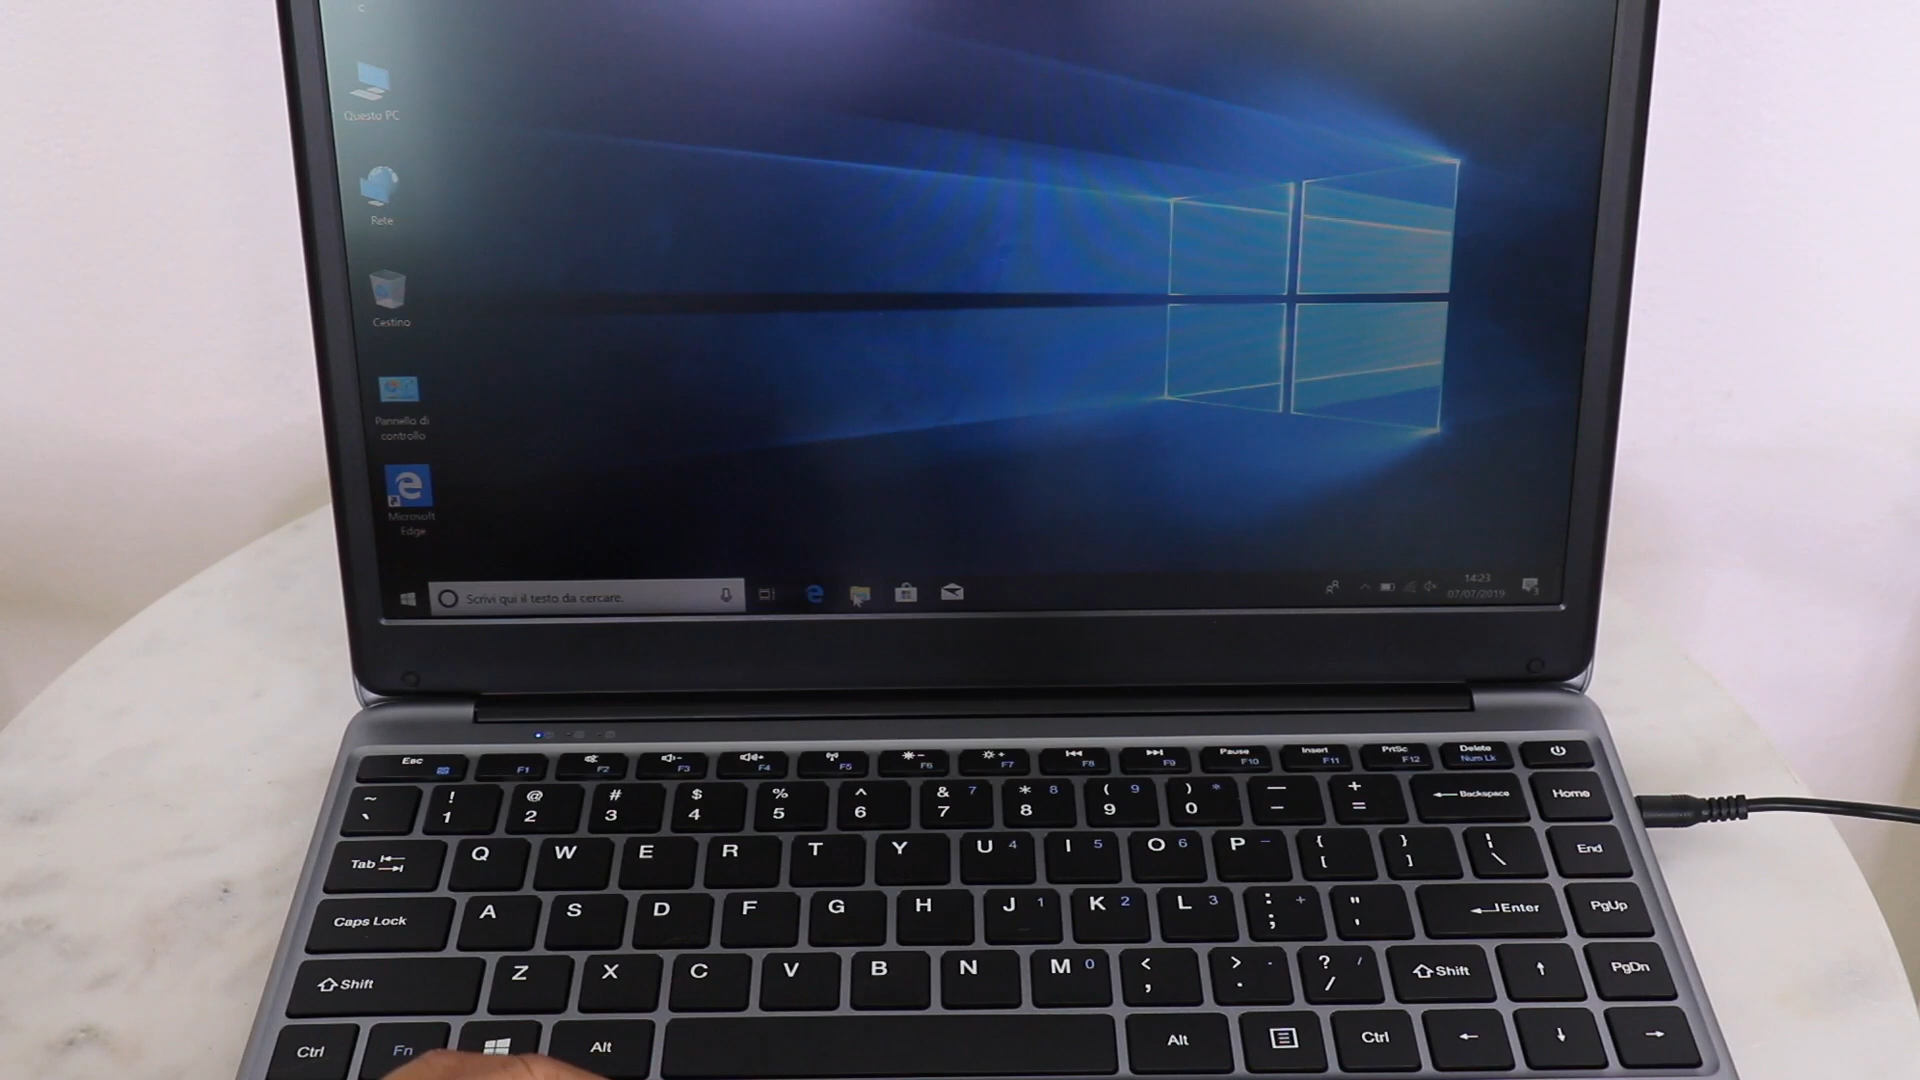 c
Questo PC
Rete
Cestino
Pannello di
controllo
Microsoft
Edge
Scrivi qui il testo da cercare.
14:23
07/07/2019
3
Esc F1 F2 F3 F4 F5 - F6 + F7 F8 F9 Pause F10 Insert F11 PrtSc F12 Delete Num Lk
~ ` ! 1 @ 2 # 3 $ 4 % 5 ^ 6 & 7 7 * 8 8 ( 9 9 ) 0 * — - + = Backspace Home
Tab Q W E R T Y U 4 I 5 O 6 P - { [ } ] ¦ \ End
Caps Lock A S D F G H J 1 K 2 L 3 : ; + " ' Enter PgUp
Shift Z X C V B N M 0 < , > . . ? / / Shift ↑ PgDn
Ctrl Fn Alt Alt Ctrl ← ↓ →